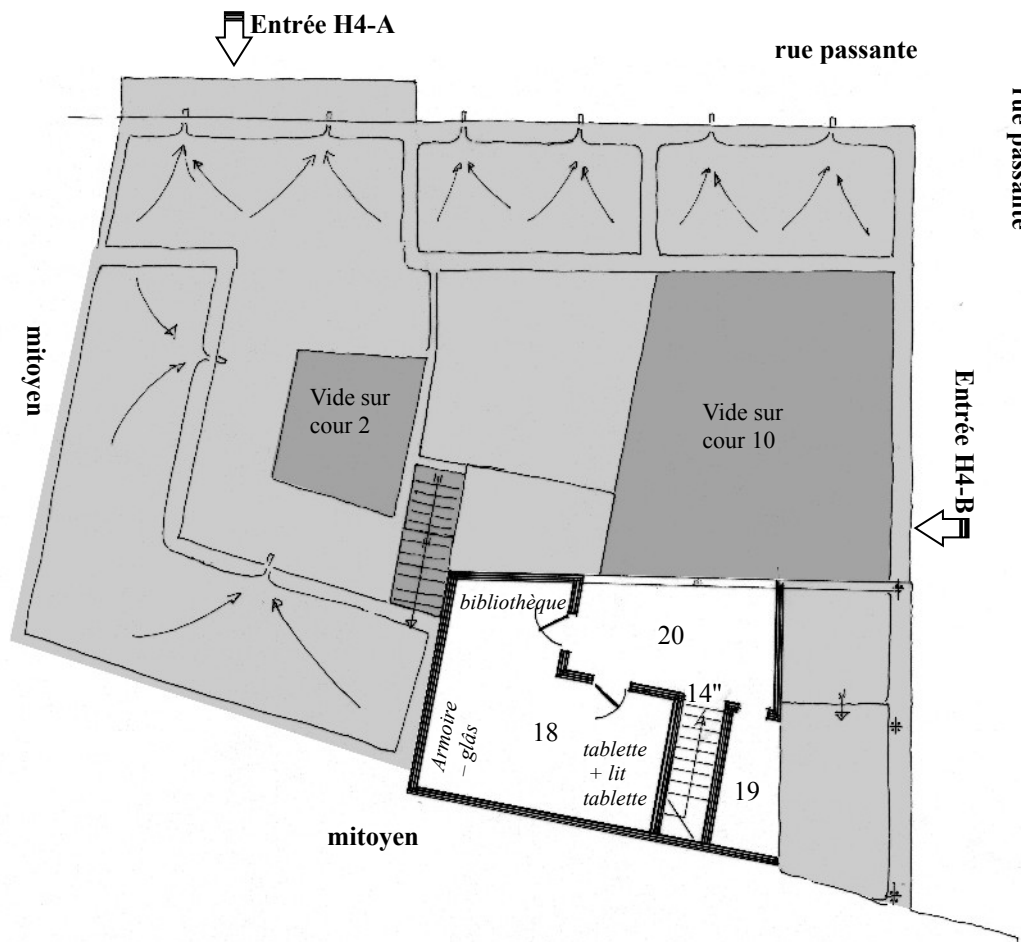 Entrée H4-A
rue passante
rue passante
mitoyen
Vide sur
cour 2
Vide sur
cour 10
Entrée H4-B
bibliothèque
20
14"
18
Armoire
– glâs
tablette
+ lit
tablette
19
mitoyen